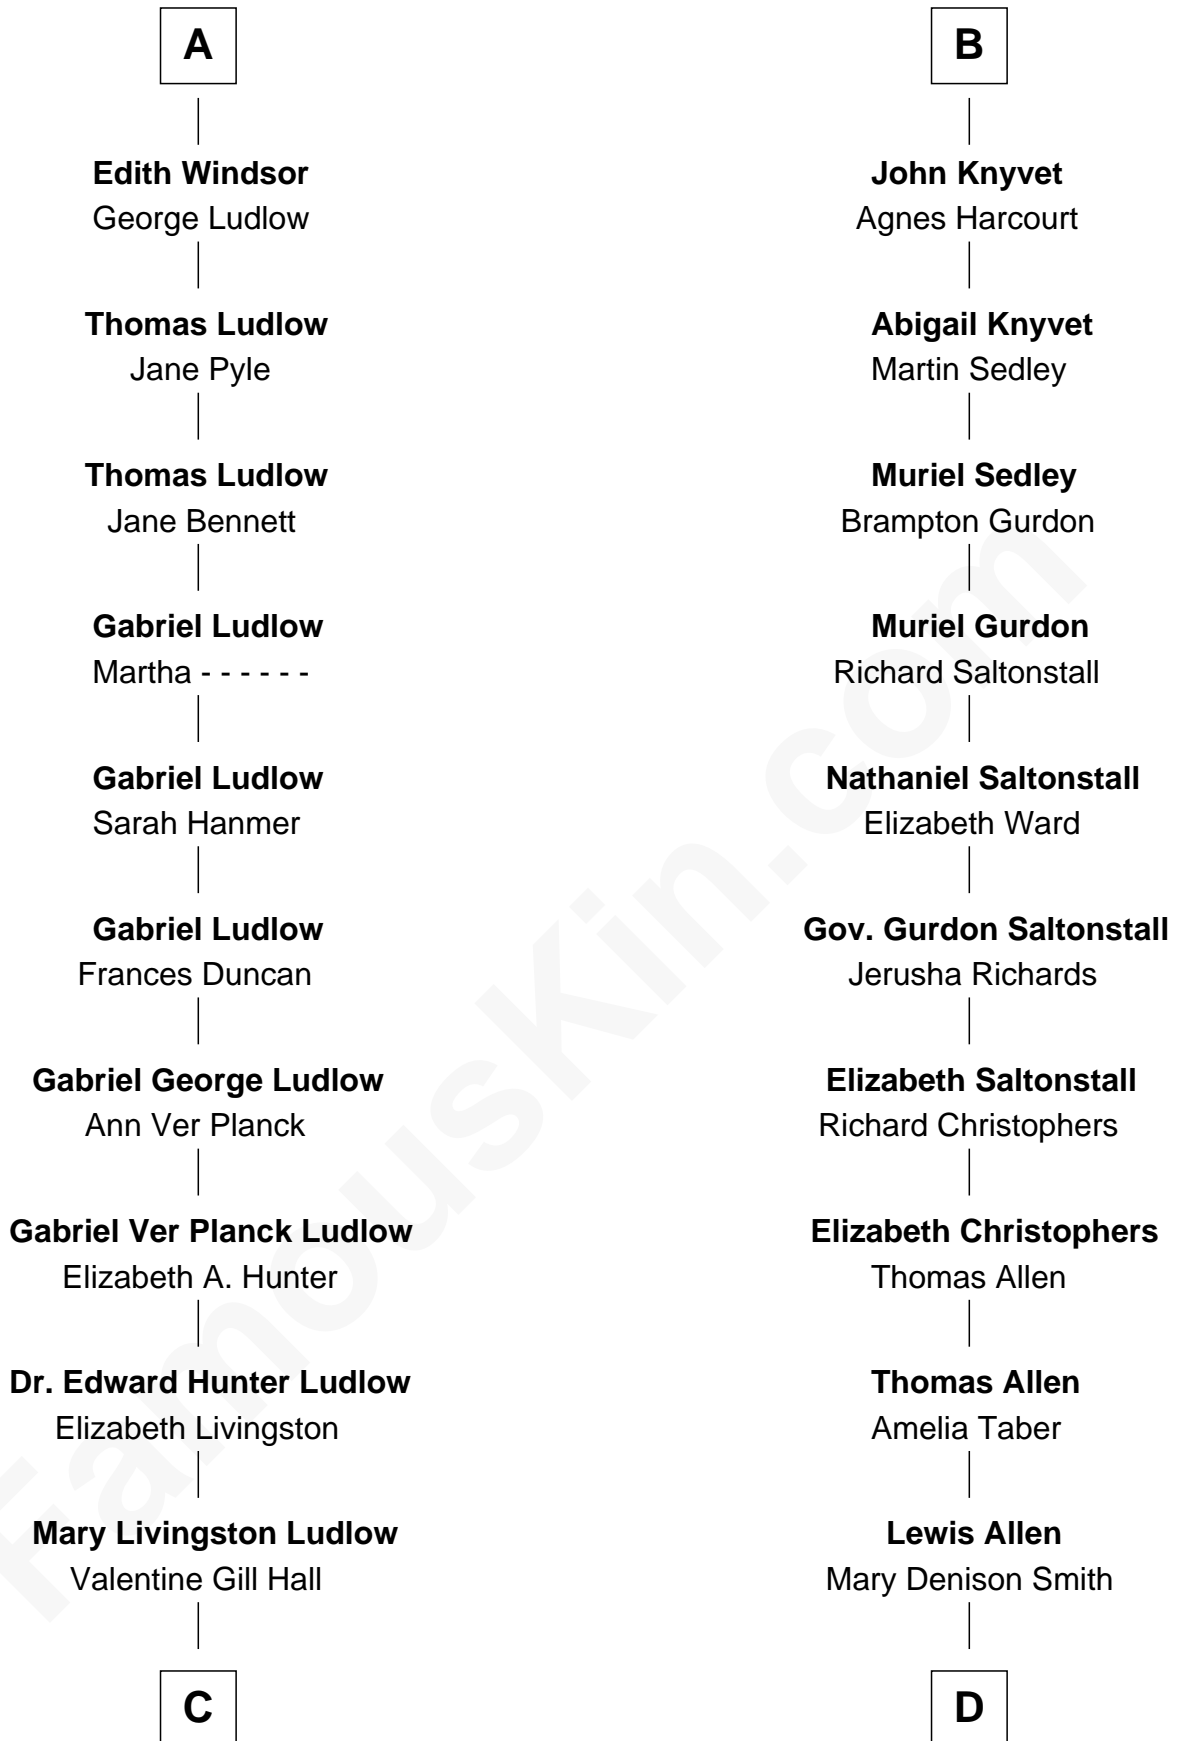 A
Edith Windsor
George Ludlow
Thomas Ludlow
Jane Pyle
Thomas Ludlow
Jane Bennett
Gabriel Ludlow
Martha - - - - - -
Gabriel Ludlow
Sarah Hanmer
Gabriel Ludlow
Frances Duncan
Gabriel George Ludlow
Ann Ver Planck
Gabriel Ver Planck Ludlow
Elizabeth A. Hunter
Dr. Edward Hunter Ludlow
Elizabeth Livingston
Mary Livingston Ludlow
Valentine Gill Hall
C
B
John Knyvet
Agnes Harcourt
Abigail Knyvet
Martin Sedley
Muriel Sedley
Brampton Gurdon
Muriel Gurdon
Richard Saltonstall
Nathaniel Saltonstall
Elizabeth Ward
Gov. Gurdon Saltonstall
Jerusha Richards
Elizabeth Saltonstall
Richard Christophers
Elizabeth Christophers
Thomas Allen
Thomas Allen
Amelia Taber
Lewis Allen
Mary Denison Smith
D
FamousKin.com